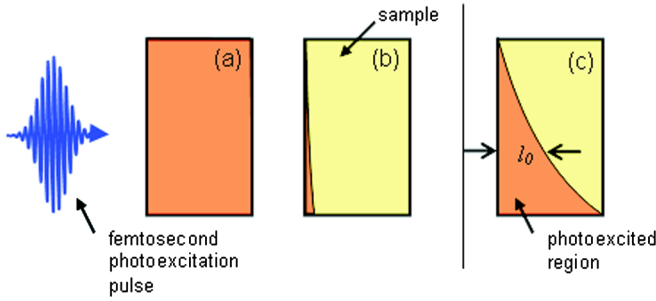 sample
(a)
(b)
(c)
l₀
femtosecond
photoexcitation
pulse
photoexcited
region